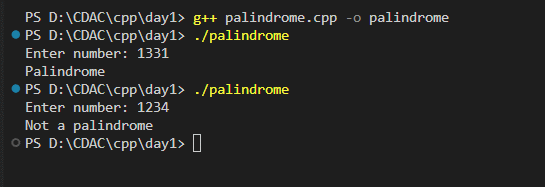 PS D:\CDAC\cpp\day1> g++ palindrome.cpp -o palindrome
PS D:\CDAC\cpp\day1> ./palindrome
Enter number: 1331
Palindrome
PS D:\CDAC\cpp\day1> ./palindrome
Enter number: 1234
Not a palindrome
PS D:\CDAC\cpp\day1>